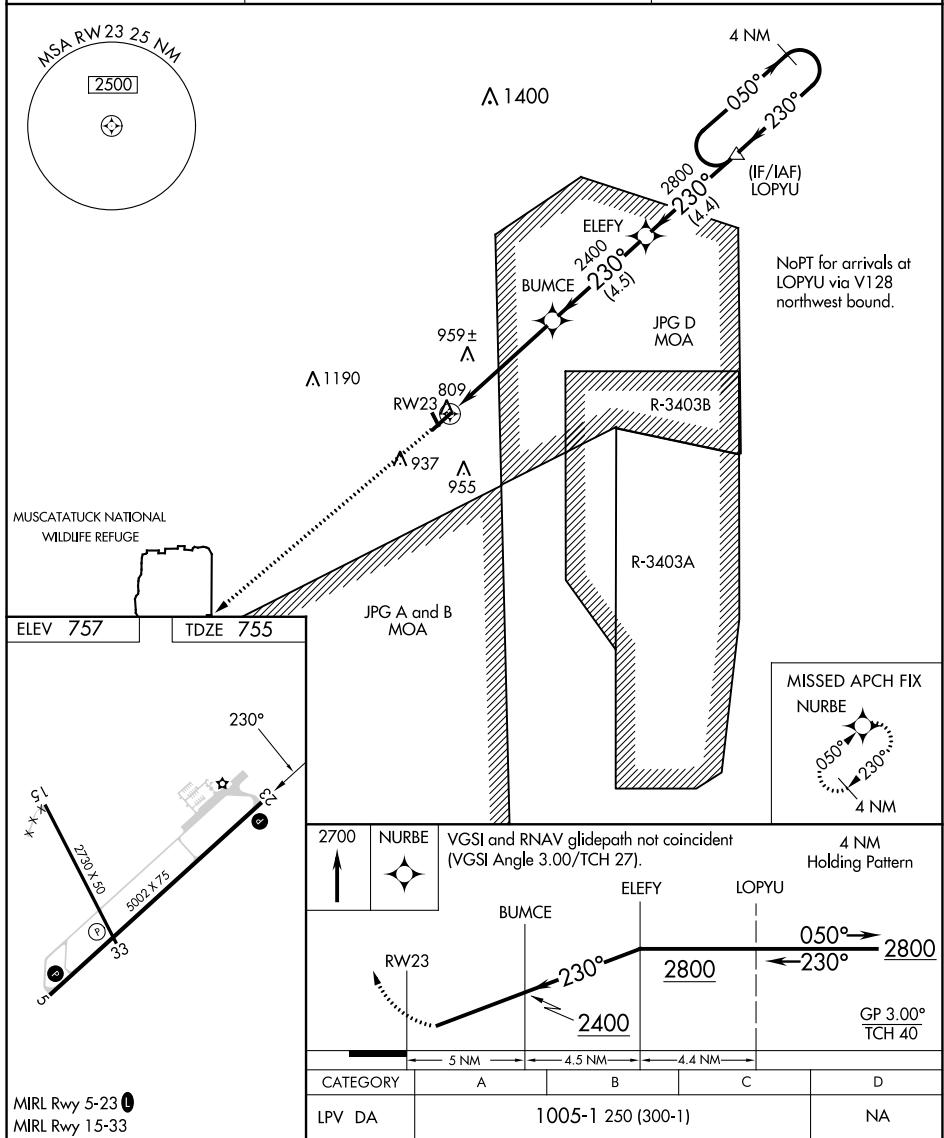 MSA RW 23 25 NM
2500
1400
4 NM
050°
230°
(IF/IAF)
LOPYU
2800
230°
(4.4)
ELEFY
2400
230°
(4.5)
BUMCE
NoPT for arrivals at
LOPYU via V128
northwest bound.
JPG D
MOA
959±
1190
809
RW23
R-3403B
937
955
MUSCATATUCK NATIONAL
WILDLIFE REFUGE
R-3403A
JPG A and B
MOA
ELEV 757
TDZE 755
MISSED APCH FIX
NURBE
050°
230°
4 NM
230°
15
23
2730 X 50
5002 X 75
P
P
33
P
5
MIRL Rwy 5-23 L
MIRL Rwy 15-33
2700
NURBE
VGSI and RNAV glidepath not coincident
(VGSI Angle 3.00/TCH 27).
4 NM
Holding Pattern
ELEFY
LOPYU
BUMCE
RW23
230°
050°
230°
2800
2800
2400
GP 3.00°
TCH 40
5 NM
4.5 NM
4.4 NM
CATEGORY A B C D
LPV DA 1005-1 250 (300-1) NA